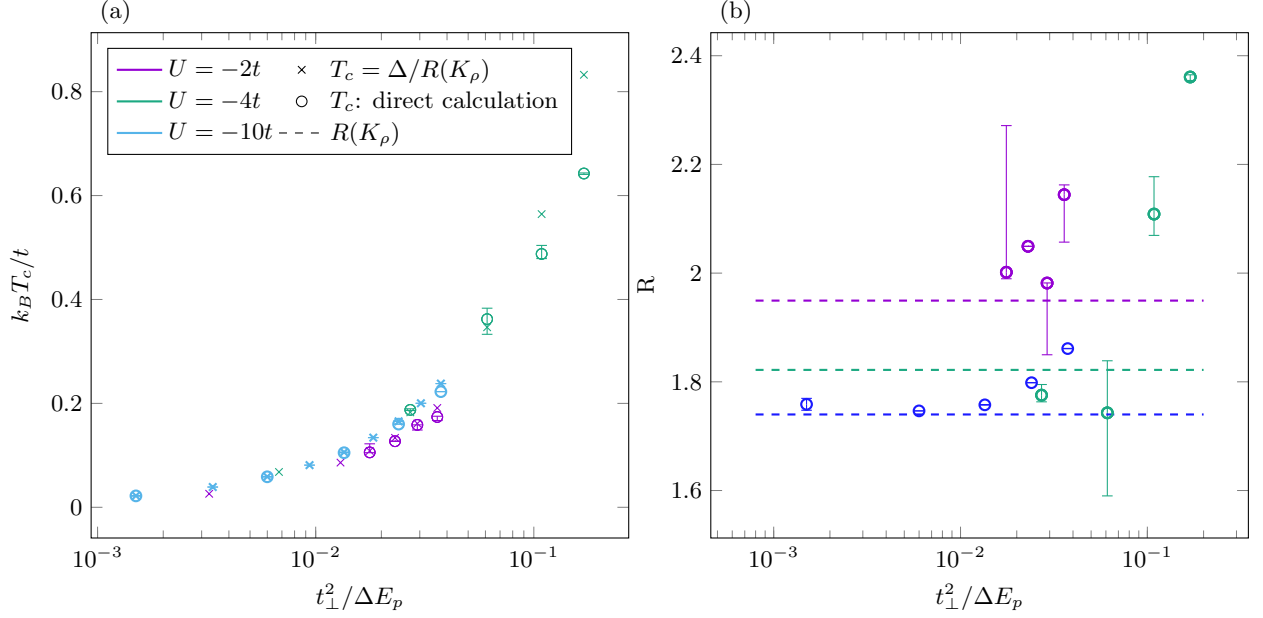 (a)
U = −2t × T_c = Δ/R(K_ρ)
U = −4t ○ T_c: direct calculation
U = −10t R(K_ρ)
0.8
0.6
0.4
0.2
0
k_B T_c/t
10^−3 10^−2 10^−1
t_⊥^2/ΔE_p
(b)
2.4
2.2
2
1.8
1.6
R
10^−3 10^−2 10^−1
t_⊥^2/ΔE_p